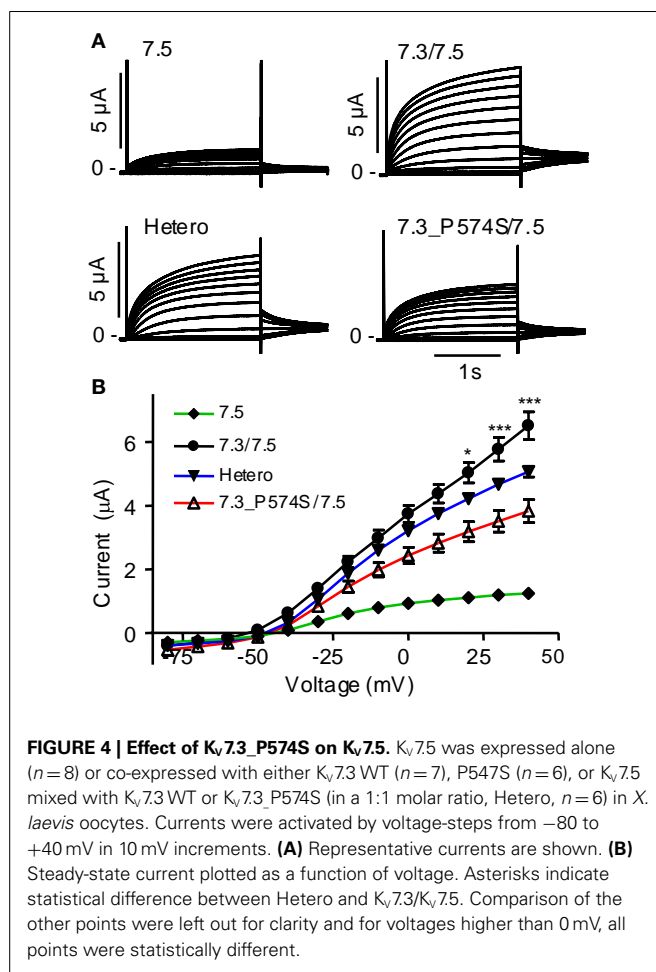 A
7.5
7.3/7.5
5 µA
5 µA
0 -
0 -
Hetero
7.3_P574S/7.5
5 µA
0 -
0 -
1s
B
7.5
7.3/7.5
Hetero
7.3_P574S/7.5
*
***
***
6
4
2
0
Current (µA)
-75
-50
-25
0
25
50
Voltage (mV)
FIGURE 4 | Effect of KV7.3_P574S on KV7.5. KV7.5 was expressed alone
(n = 8) or co-expressed with either KV7.3 WT (n = 7), P547S (n = 6), or KV7.5
mixed with KV7.3 WT or KV7.3_P574S (in a 1:1 molar ratio, Hetero, n = 6) in X.
laevis oocytes. Currents were activated by voltage-steps from −80 to
+40 mV in 10 mV increments. (A) Representative currents are shown. (B)
Steady-state current plotted as a function of voltage. Asterisks indicate
statistical difference between Hetero and KV7.3/KV7.5. Comparison of the
other points were left out for clarity and for voltages higher than 0 mV, all
points were statistically different.